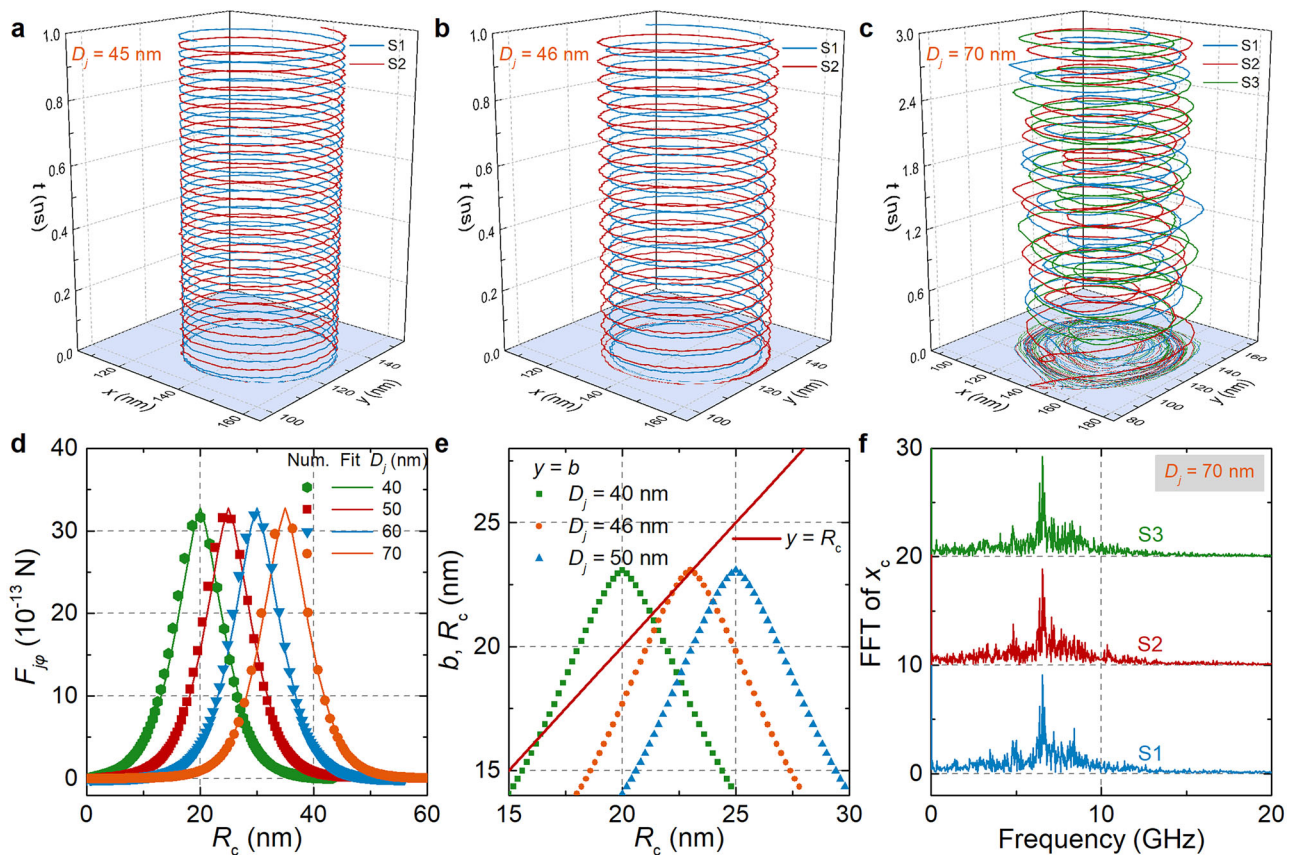 a
D_j = 45 nm
S1
S2
1.0
0.8
0.6
0.4
0.2
0.0
t (ns)
120
140
160
x (nm)
100
120
140
y (nm)
b
D_j = 46 nm
S1
S2
1.0
0.8
0.6
0.4
0.2
0.0
t (ns)
120
140
160
x (nm)
100
120
140
y (nm)
c
D_j = 70 nm
S1
S2
S3
3.0
2.4
1.8
1.2
0.6
0.0
t (ns)
100
120
140
160
180
x (nm)
80
100
120
140
160
y (nm)
d
Num. Fit D_j (nm)
40
50
60
70
40
30
20
10
0
F_jφ (10⁻¹³ N)
0 20 40 60
R_c (nm)
e
y = b
D_j = 40 nm
D_j = 46 nm
D_j = 50 nm
y = R_c
25
20
15
b, R_c (nm)
15 20 25 30
R_c (nm)
f
D_j = 70 nm
S3
S2
S1
30
20
10
0
FFT of x_c
0 10 20
Frequency (GHz)